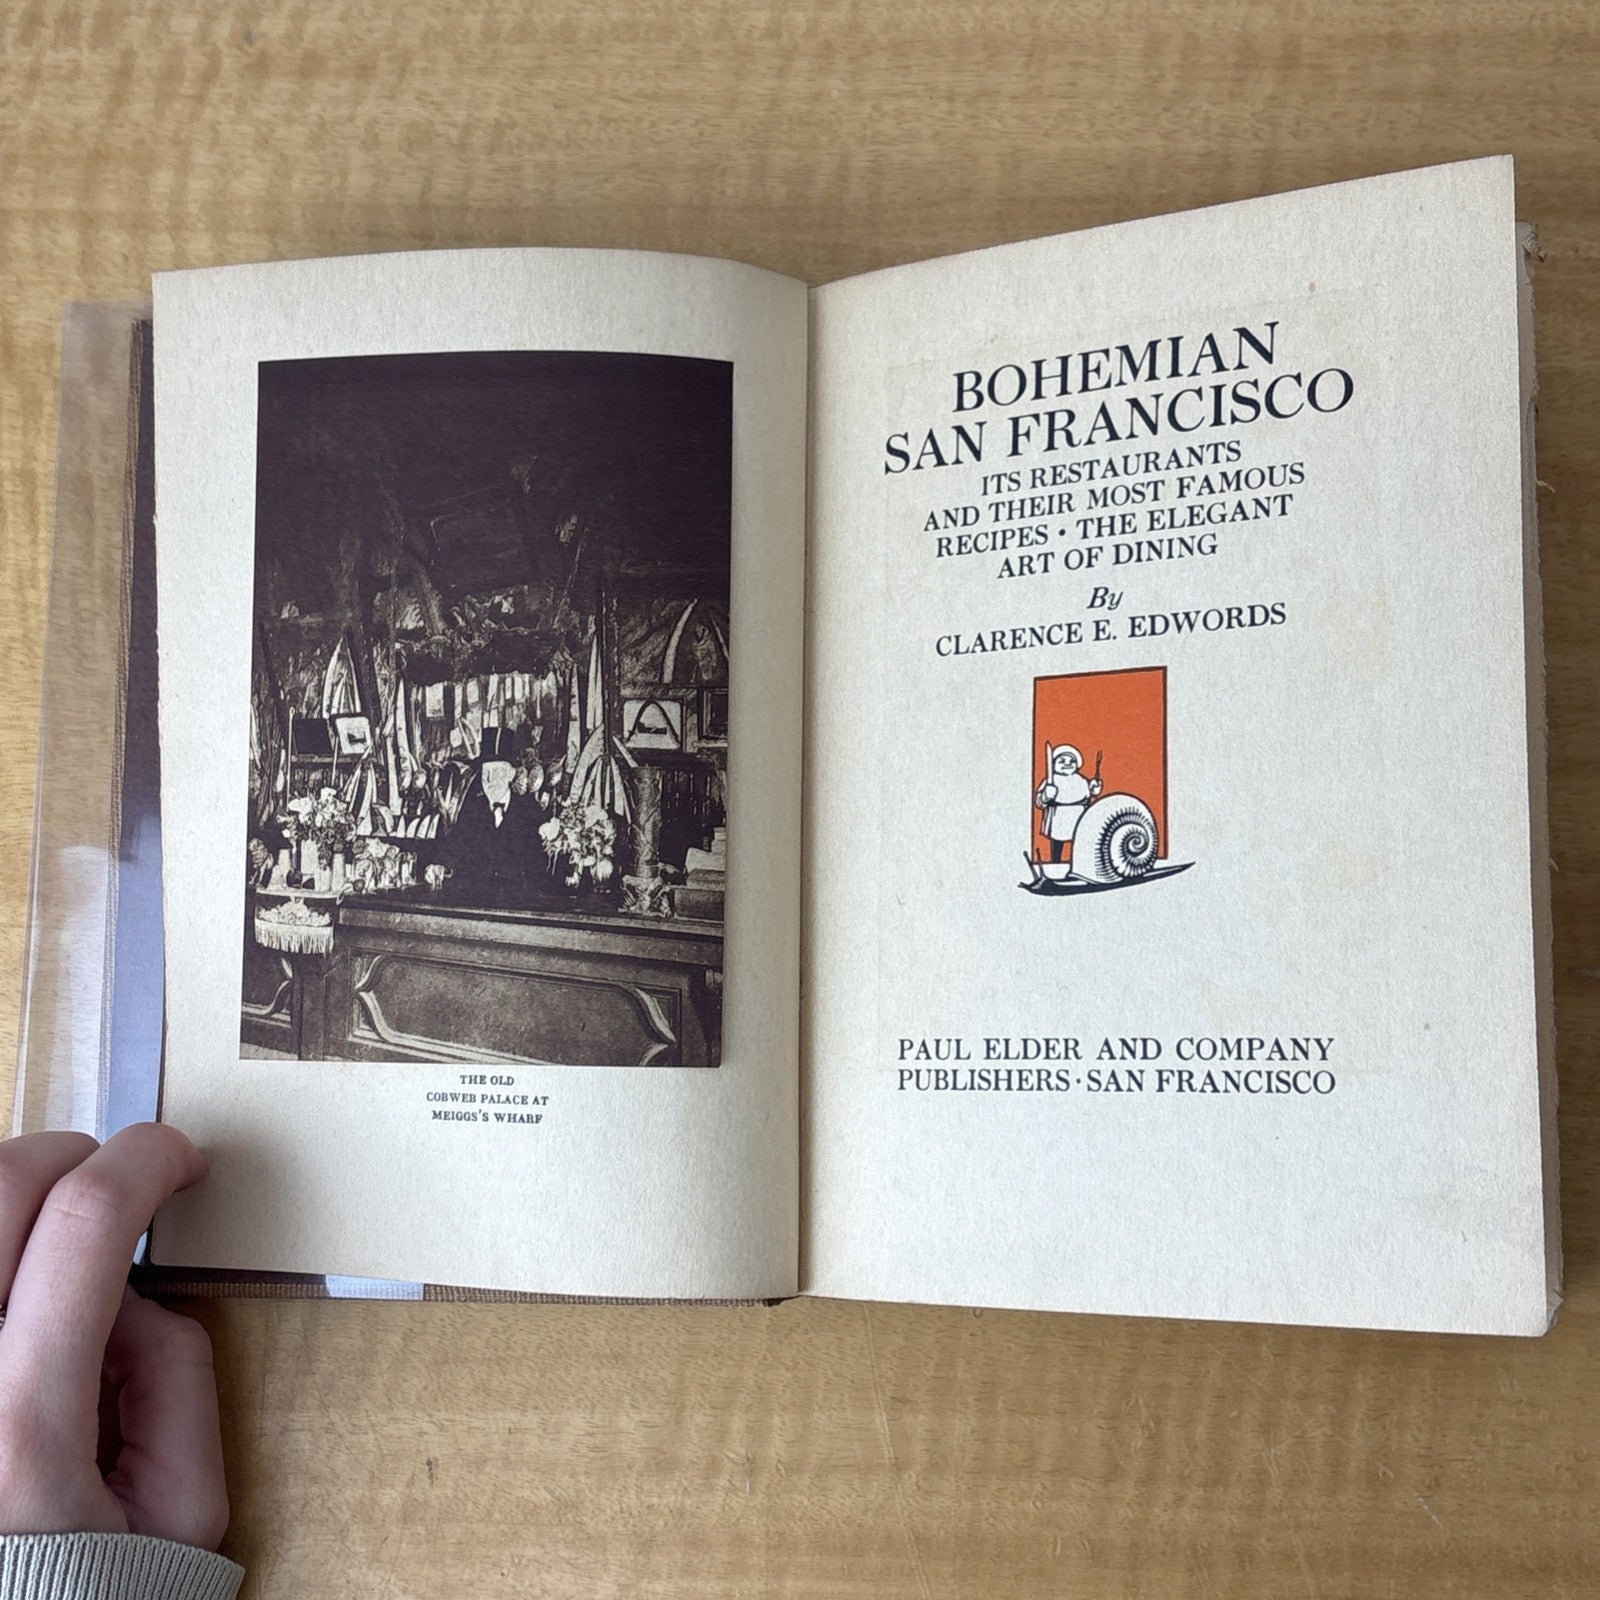 THE OLD
COBWEB PALACE AT
MEIGGS'S WHARF
BOHEMIAN
SAN FRANCISCO
ITS RESTAURANTS
AND THEIR MOST FAMOUS
RECIPES · THE ELEGANT
ART OF DINING
By
CLARENCE E. EDWORDS
PAUL ELDER AND COMPANY
PUBLISHERS · SAN FRANCISCO